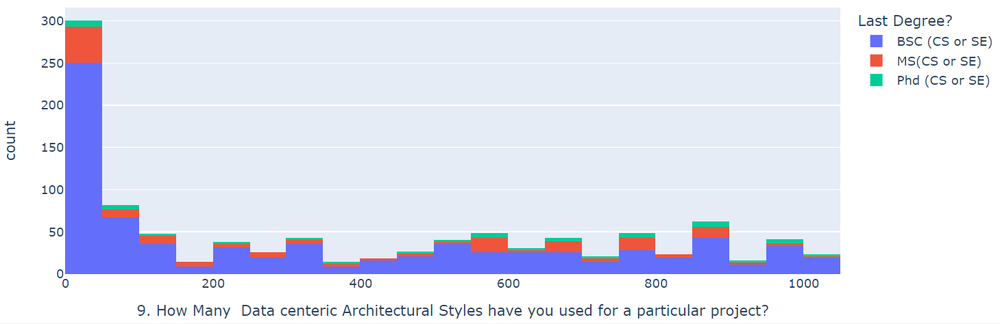 Last Degree?
BSC (CS or SE)
MS(CS or SE)
Phd (CS or SE)
count
300
250
200
150
100
50
0
0 200 400 600 800 1000
9. How Many  Data centeric Architectural Styles have you used for a particular project?